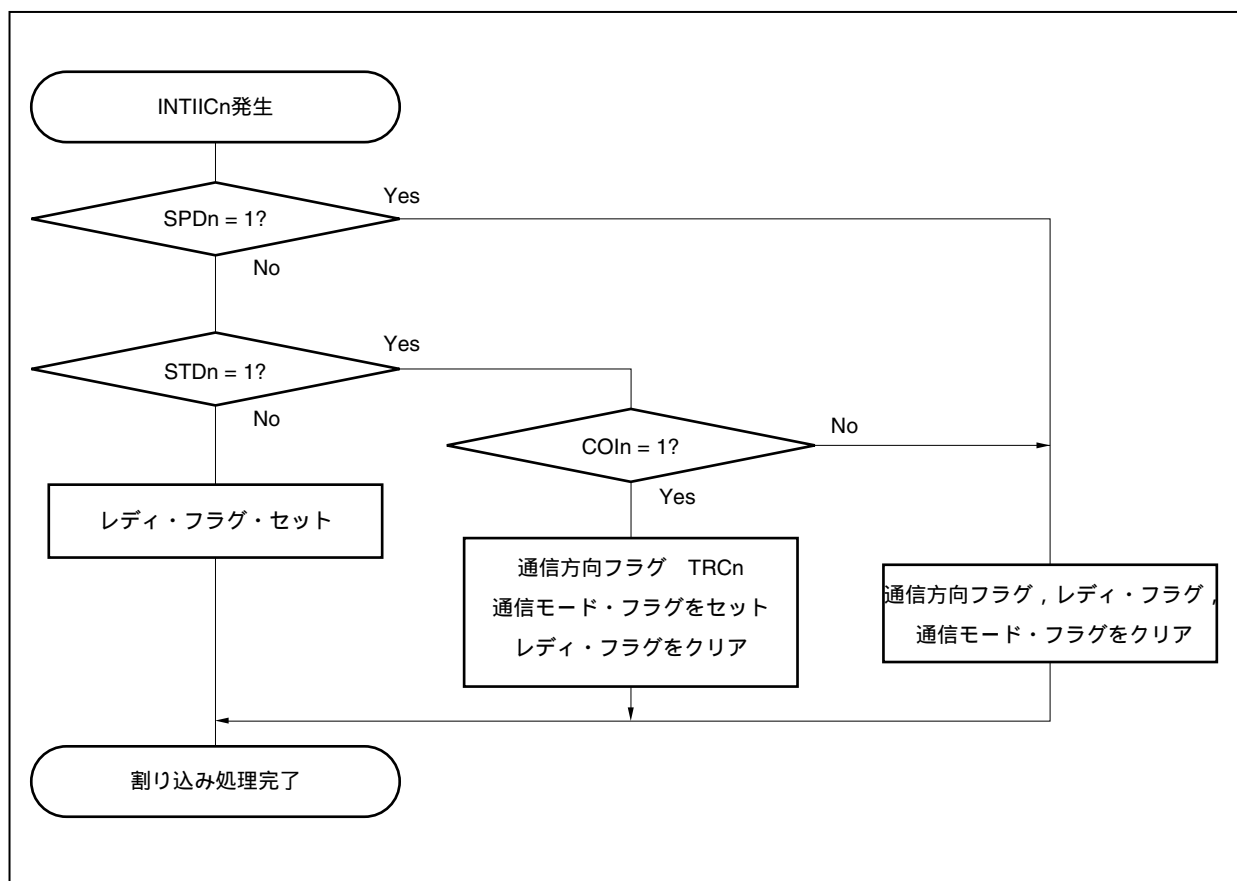 INTIICn発生
SPDn = 1?
Yes
No
STDn = 1?
Yes
No
COIn = 1?
No
Yes
レディ・フラグ・セット
通信方向フラグ　TRCn
通信モード・フラグをセット
レディ・フラグをクリア
通信方向フラグ，レディ・フラグ，
通信モード・フラグをクリア
割り込み処理完了